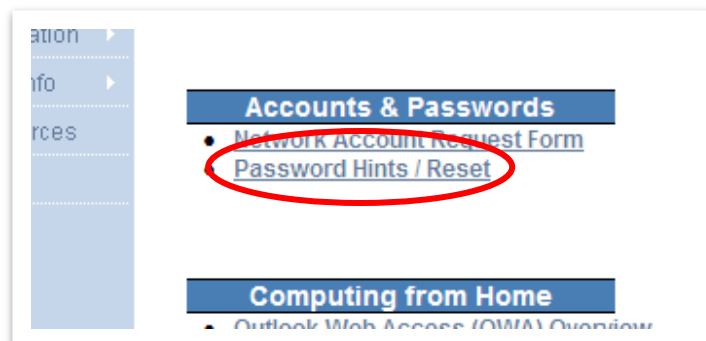 ation
nfo
rces
Accounts & Passwords
Network Account Request Form
Password Hints / Reset
Computing from Home
Outlook Web Access (OWA) Overview